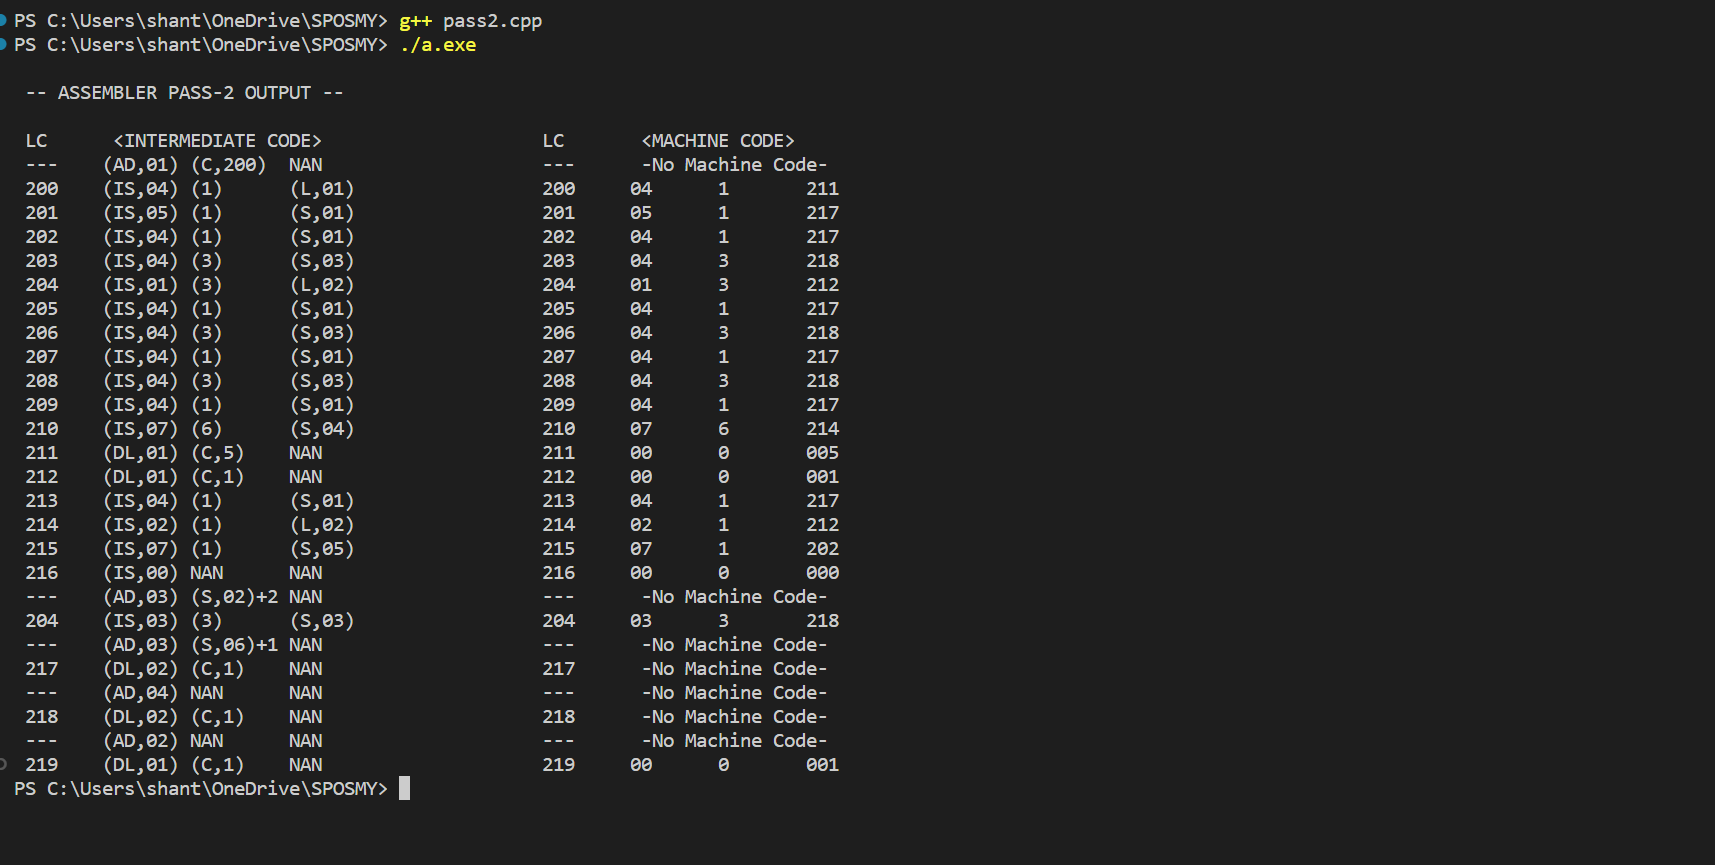 PS C:\Users\shant\OneDrive\SPOSMY> g++ pass2.cpp
PS C:\Users\shant\OneDrive\SPOSMY> ./a.exe
-- ASSEMBLER PASS-2 OUTPUT --
LC <INTERMEDIATE CODE> LC <MACHINE CODE>
--- (AD,01) (C,200) NAN --- -No Machine Code-
200 (IS,04) (1) (L,01) 200 04 1 211
201 (IS,05) (1) (S,01) 201 05 1 217
202 (IS,04) (1) (S,01) 202 04 1 217
203 (IS,04) (3) (S,03) 203 04 3 218
204 (IS,01) (3) (L,02) 204 01 3 212
205 (IS,04) (1) (S,01) 205 04 1 217
206 (IS,04) (3) (S,03) 206 04 3 218
207 (IS,04) (1) (S,01) 207 04 1 217
208 (IS,04) (3) (S,03) 208 04 3 218
209 (IS,04) (1) (S,01) 209 04 1 217
210 (IS,07) (6) (S,04) 210 07 6 214
211 (DL,01) (C,5) NAN 211 00 0 005
212 (DL,01) (C,1) NAN 212 00 0 001
213 (IS,04) (1) (S,01) 213 04 1 217
214 (IS,02) (1) (L,02) 214 02 1 212
215 (IS,07) (1) (S,05) 215 07 1 202
216 (IS,00) NAN NAN 216 00 0 000
--- (AD,03) (S,02)+2 NAN --- -No Machine Code-
204 (IS,03) (3) (S,03) 204 03 3 218
--- (AD,03) (S,06)+1 NAN --- -No Machine Code-
217 (DL,02) (C,1) NAN 217 -No Machine Code-
--- (AD,04) NAN NAN --- -No Machine Code-
218 (DL,02) (C,1) NAN 218 -No Machine Code-
--- (AD,02) NAN NAN --- -No Machine Code-
219 (DL,01) (C,1) NAN 219 00 0 001
PS C:\Users\shant\OneDrive\SPOSMY>